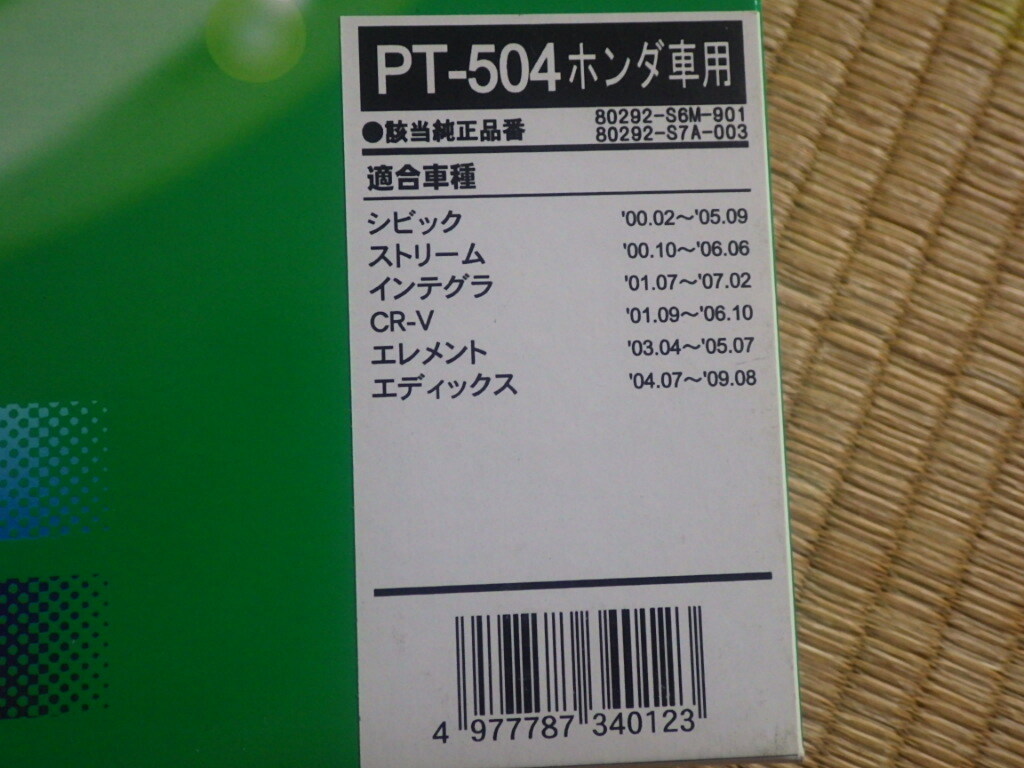 PT-504ホンダ車用
●該当純正品番 80292-S6M-901
80292-S7A-003
適合車種
シビック '00.02～'05.09
ストリーム '00.10～'06.06
インテグラ '01.07～'07.02
CR-V '01.09～'06.10
エレメント '03.04～'05.07
エディックス '04.07～'09.08
4 977787 340123